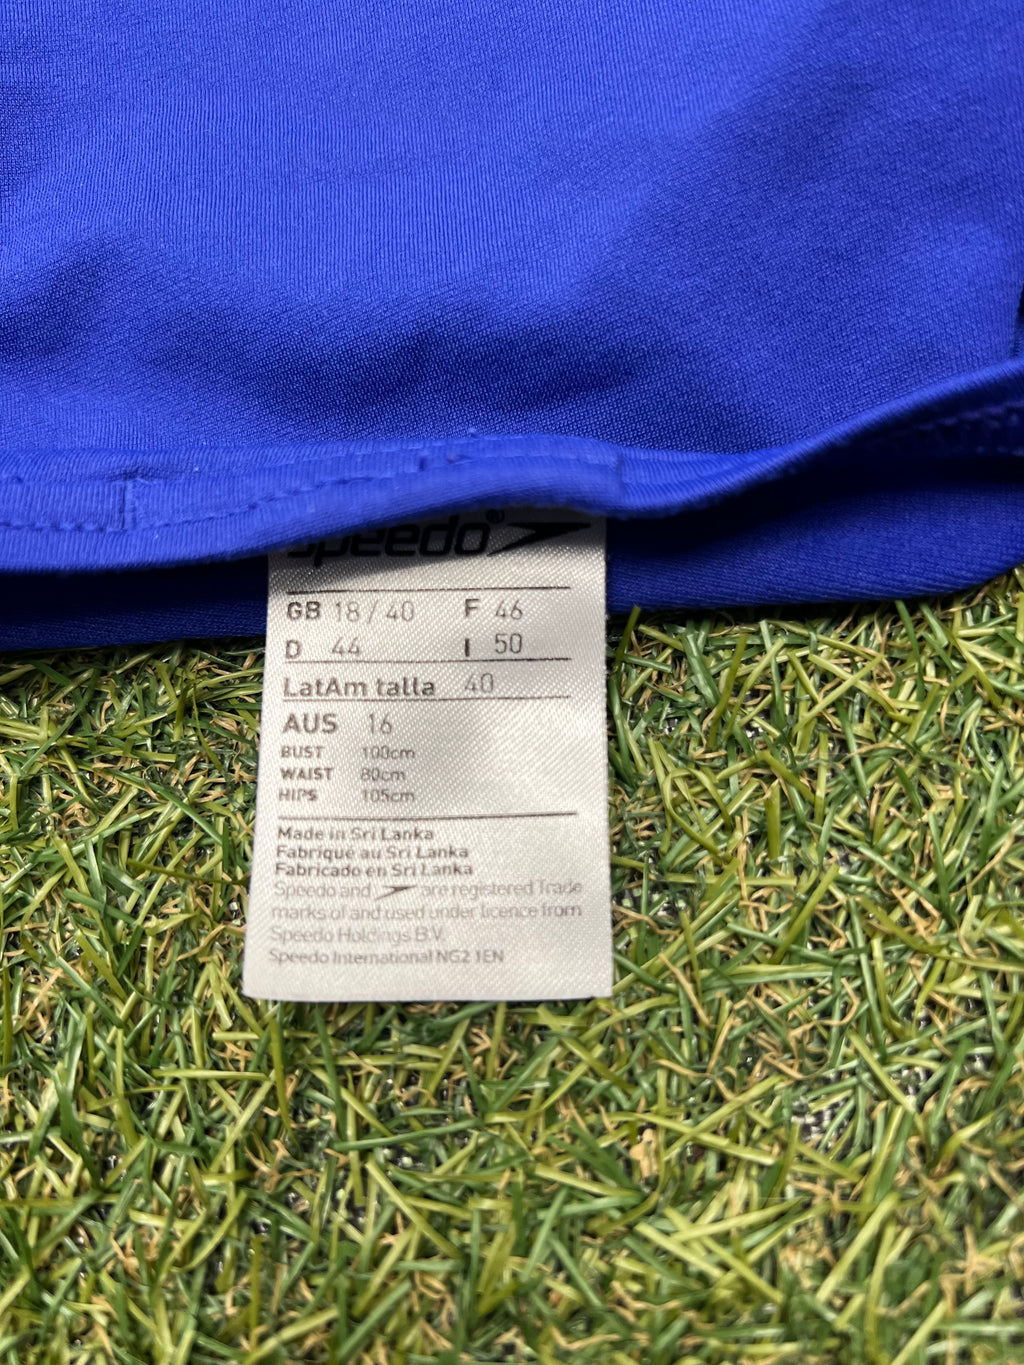 speedo®
GB 18 / 40 F 46
D 44 I 50
LatAm talla 40
AUS 16
BUST 100cm
WAIST 80cm
HIPS 105cm
Made in Sri Lanka
Fabriqué au Sri Lanka
Fabricado en Sri Lanka
Speedo and are registered Trade
marks of and used under licence from
Speedo Holdings B.V.
Speedo International NG2 1EN